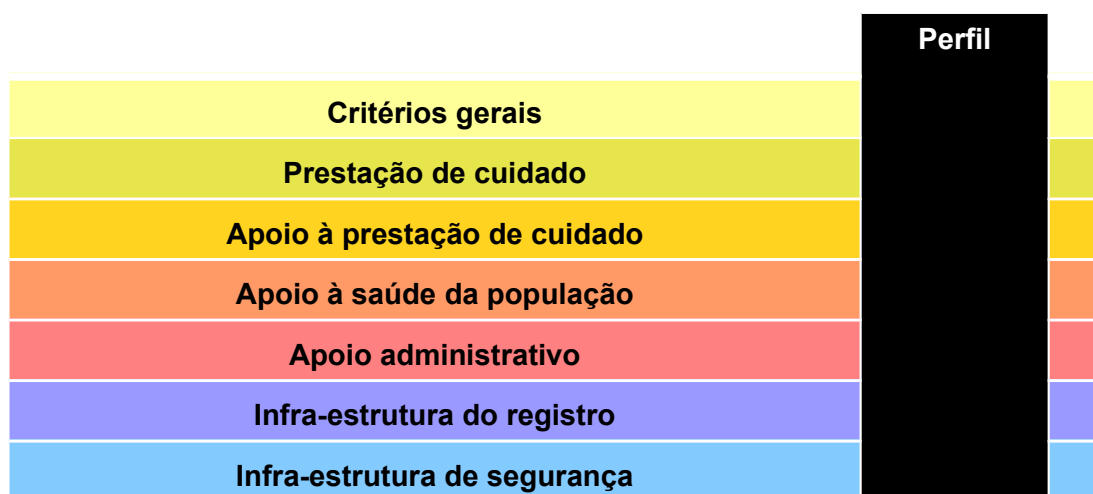 Perfil
Critérios gerais
Prestação de cuidado
Apoio à prestação de cuidado
Apoio à saúde da população
Apoio administrativo
Infra-estrutura do registro
Infra-estrutura de segurança